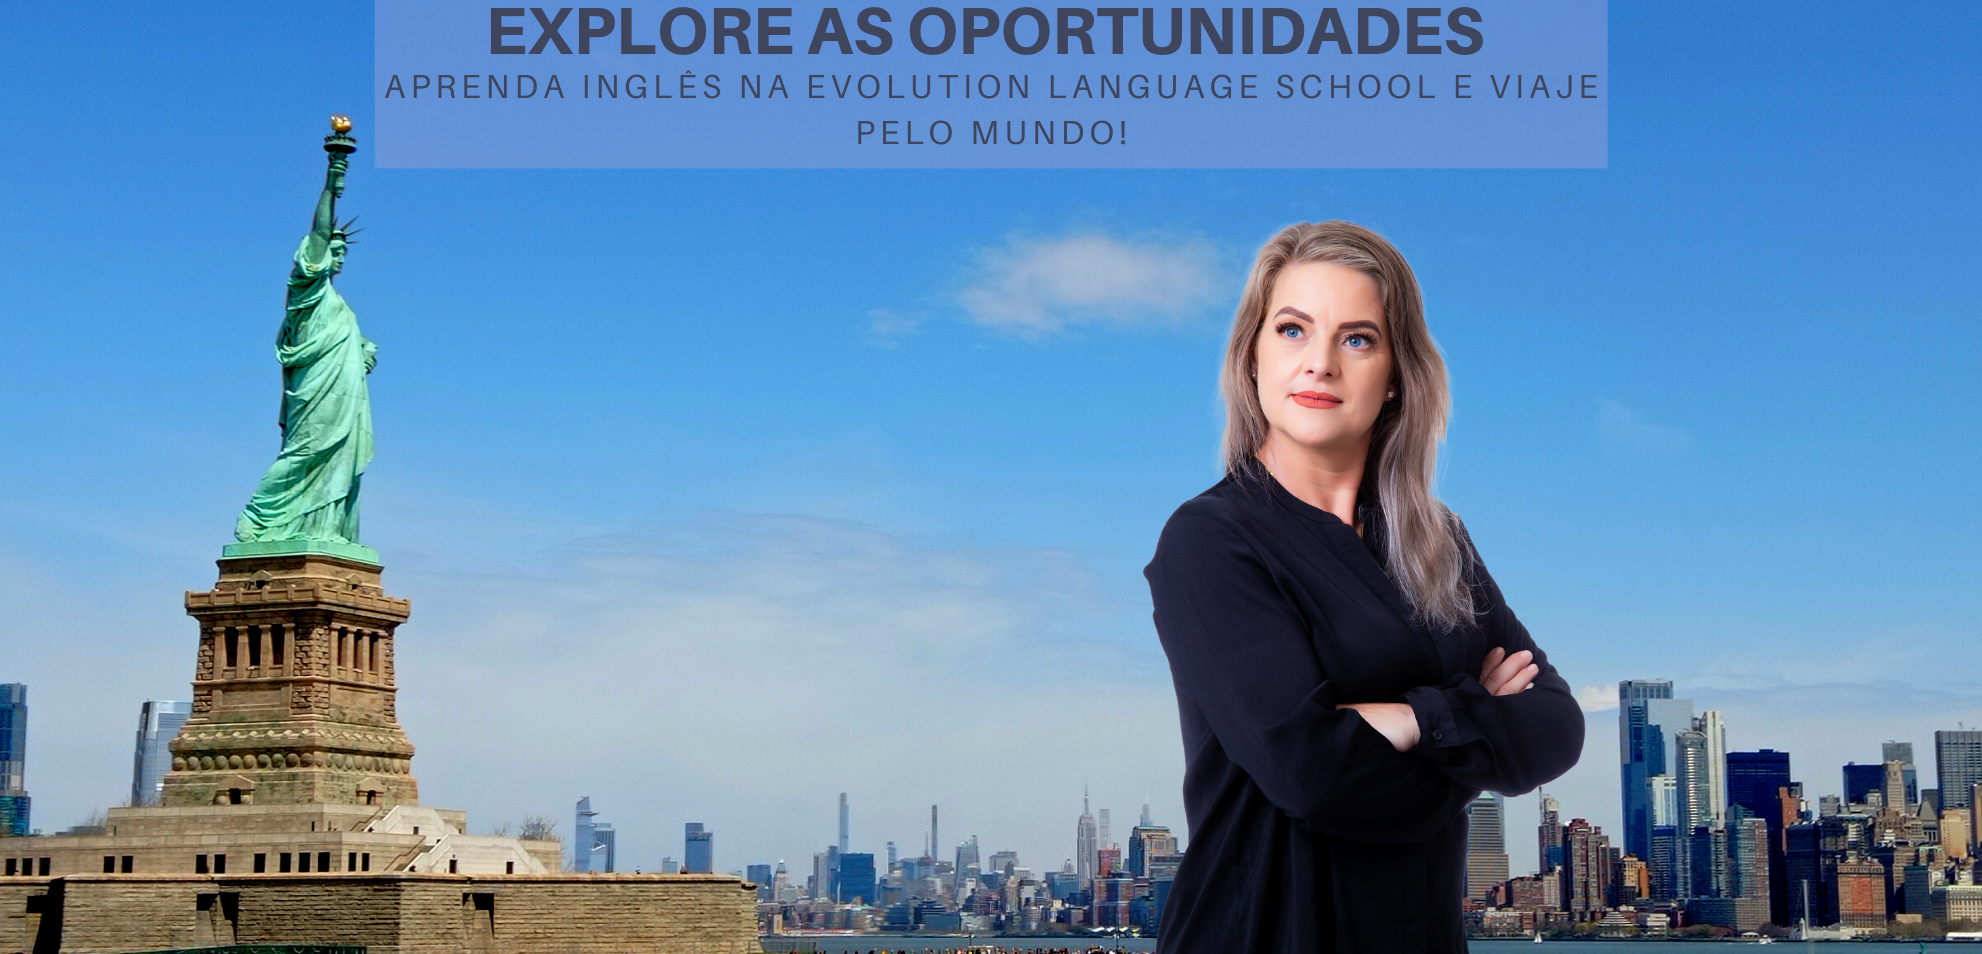 EXPLORE AS OPORTUNIDADES
APRENDA INGLÊS NA EVOLUTION LANGUAGE SCHOOL E VIAJE
PELO MUNDO!